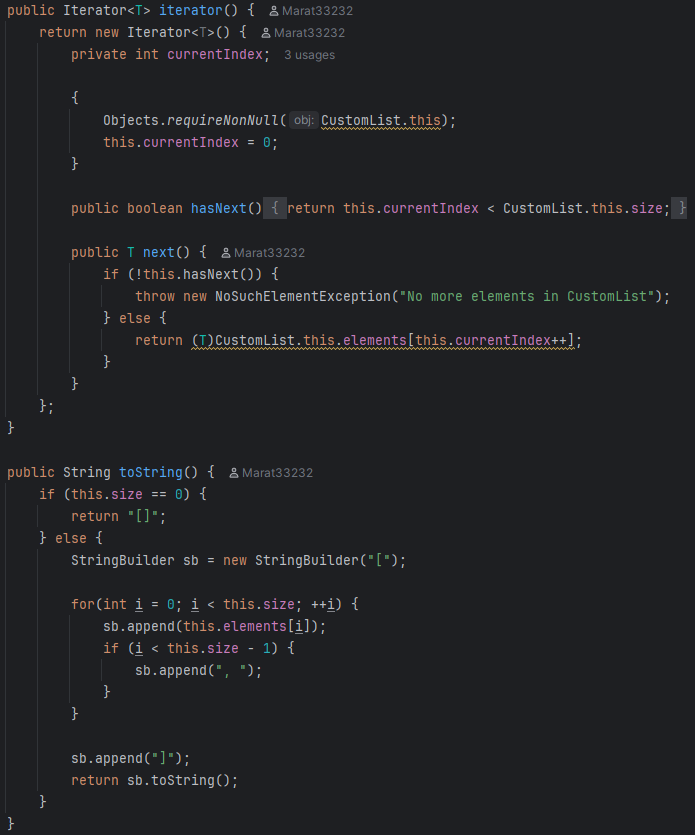 public Iterator<T> iterator() { Marat33232
    return new Iterator<T>() { Marat33232
        private int currentIndex; 3 usages
        {
            Objects.requireNonNull( obj: CustomList.this);
            this.currentIndex = 0;
        }
        public boolean hasNext() { return this.currentIndex < CustomList.this.size; }
        public T next() { Marat33232
            if (!this.hasNext()) {
                throw new NoSuchElementException("No more elements in CustomList");
            } else {
                return (T)CustomList.this.elements[this.currentIndex++];
            }
        }
    };
}
public String toString() { Marat33232
    if (this.size == 0) {
        return "[]";
    } else {
        StringBuilder sb = new StringBuilder("[");
        for(int i = 0; i < this.size; ++i) {
            sb.append(this.elements[i]);
            if (i < this.size - 1) {
                sb.append(", ");
            }
        }
        sb.append("]");
        return sb.toString();
    }
}